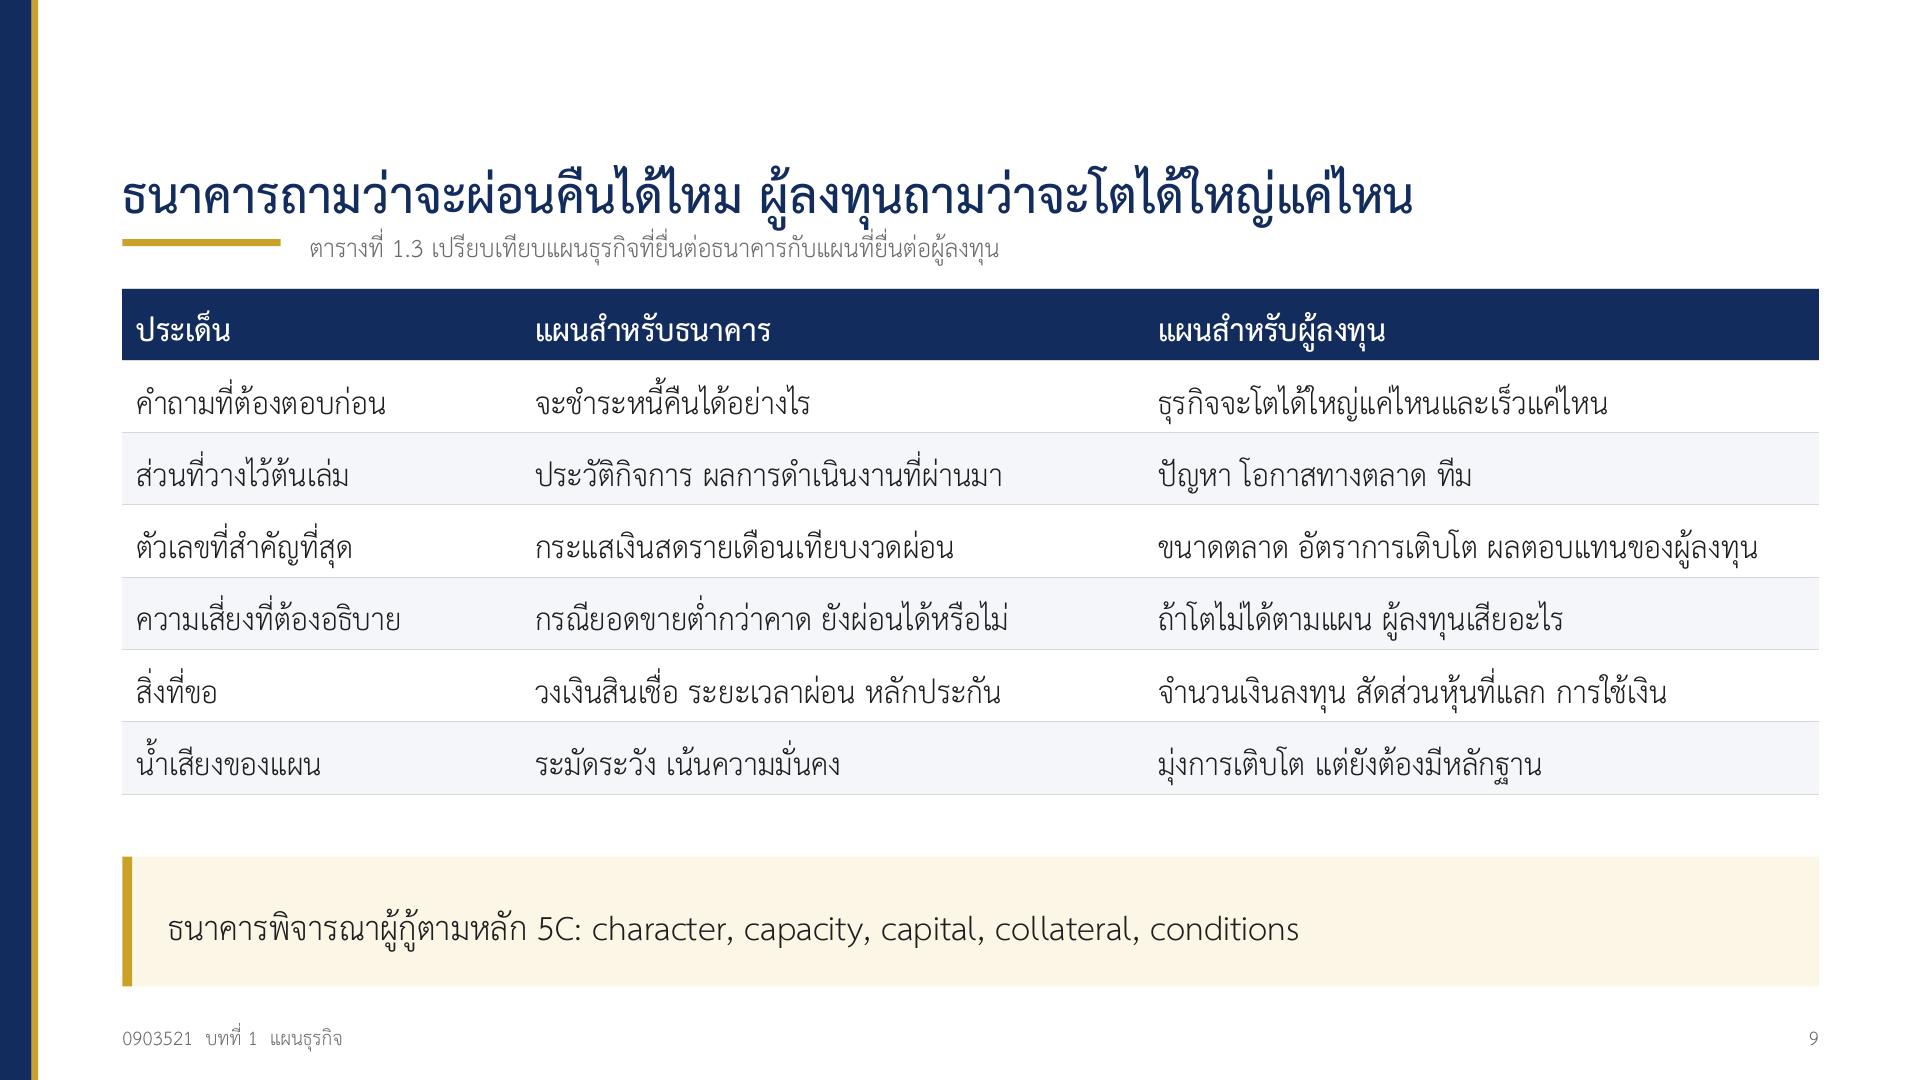 ธนาคารถามว่าจะผ่อนคืนได้ไหม ผู้ลงทุนถามว่าจะโตได้ใหญ่แค่ไหน
ตารางที่ 1.3 เปรียบเทียบแผนธุรกิจที่ยื่นต่อธนาคารกับแผนที่ยื่นต่อผู้ลงทุน
ประเด็น แผนสำหรับธนาคาร แผนสำหรับผู้ลงทุน
คำถามที่ต้องตอบก่อน จะชำระหนี้คืนได้อย่างไร ธุรกิจจะโตได้ใหญ่แค่ไหนและเร็วแค่ไหน
ส่วนที่วางไว้ต้นเล่ม ประวัติกิจการ ผลการดำเนินงานที่ผ่านมา ปัญหา โอกาสทางตลาด ทีม
ตัวเลขที่สำคัญที่สุด กระแสเงินสดรายเดือนเทียบงวดผ่อน ขนาดตลาด อัตราการเติบโต ผลตอบแทนของผู้ลงทุน
ความเสี่ยงที่ต้องอธิบาย กรณียอดขายต่ำกว่าคาด ยังผ่อนได้หรือไม่ ถ้าโตไม่ได้ตามแผน ผู้ลงทุนเสียอะไร
สิ่งที่ขอ วงเงินสินเชื่อ ระยะเวลาผ่อน หลักประกัน จำนวนเงินลงทุน สัดส่วนหุ้นที่แลก การใช้เงิน
น้ำเสียงของแผน ระมัดระวัง เน้นความมั่นคง มุ่งการเติบโต แต่ยังต้องมีหลักฐาน
ธนาคารพิจารณาผู้กู้ตามหลัก 5C: character, capacity, capital, collateral, conditions
0903521 บทที่ 1 แผนธุรกิจ 9